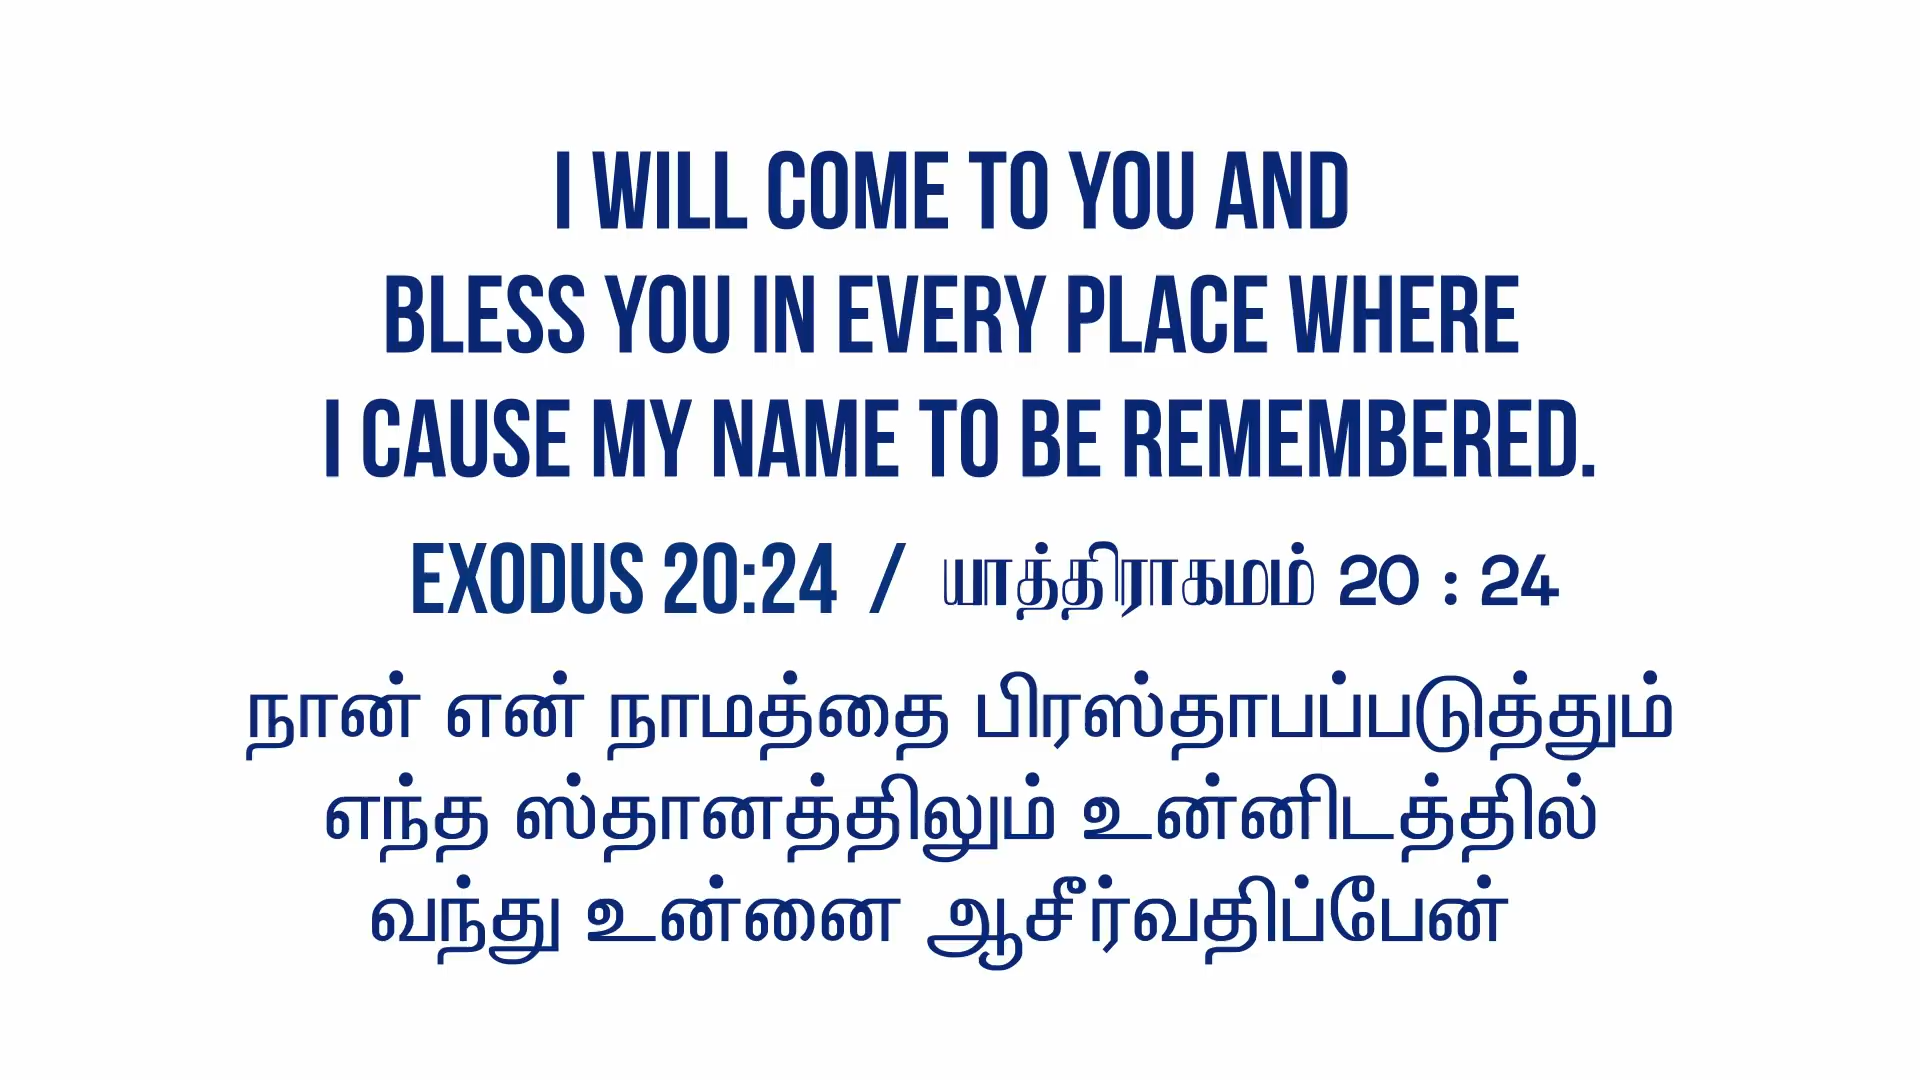 I WILL COME TO YOU AND
BLESS YOU IN EVERY PLACE WHERE
I CAUSE MY NAME TO BE REMEMBERED.
EXODUS 20:24 / யாத்திராகமம் 20 : 24
நான் என் நாமத்தை பிரஸ்தாபப்படுத்தும்
எந்த ஸ்தானத்திலும் உன்னிடத்தில்
வந்து உன்னை ஆசீர்வதிப்பேன்